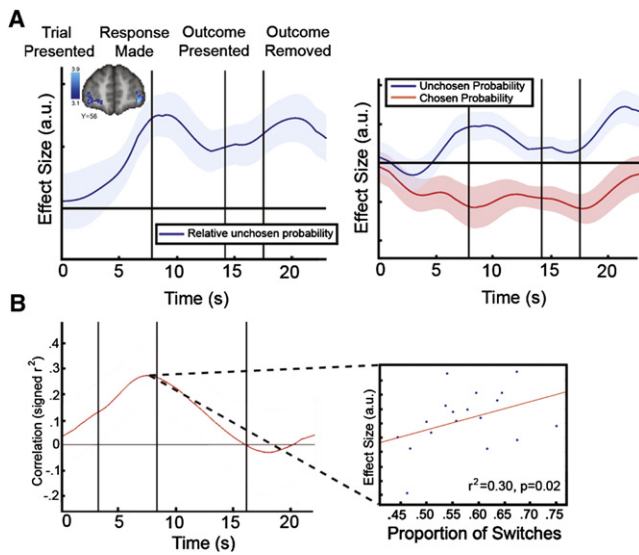 A
Trial Presented
Response Made
Outcome Presented
Outcome Removed
3.9
3.1
Y=56
Effect Size (a.u.)
Relative unchosen probability
0 5 10 15 20
Time (s)
Unchosen Probability
Chosen Probability
Effect Size (a.u.)
0 5 10 15 20
Time (s)
B
Correlation (signed r²)
.4
.3
.2
.1
0
-.1
-.2
0 5 10 15 20
Time (s)
Effect Size (a.u.)
r²=0.30, p=0.02
.45 .50 .55 .60 .65 .70 .75
Proportion of Switches